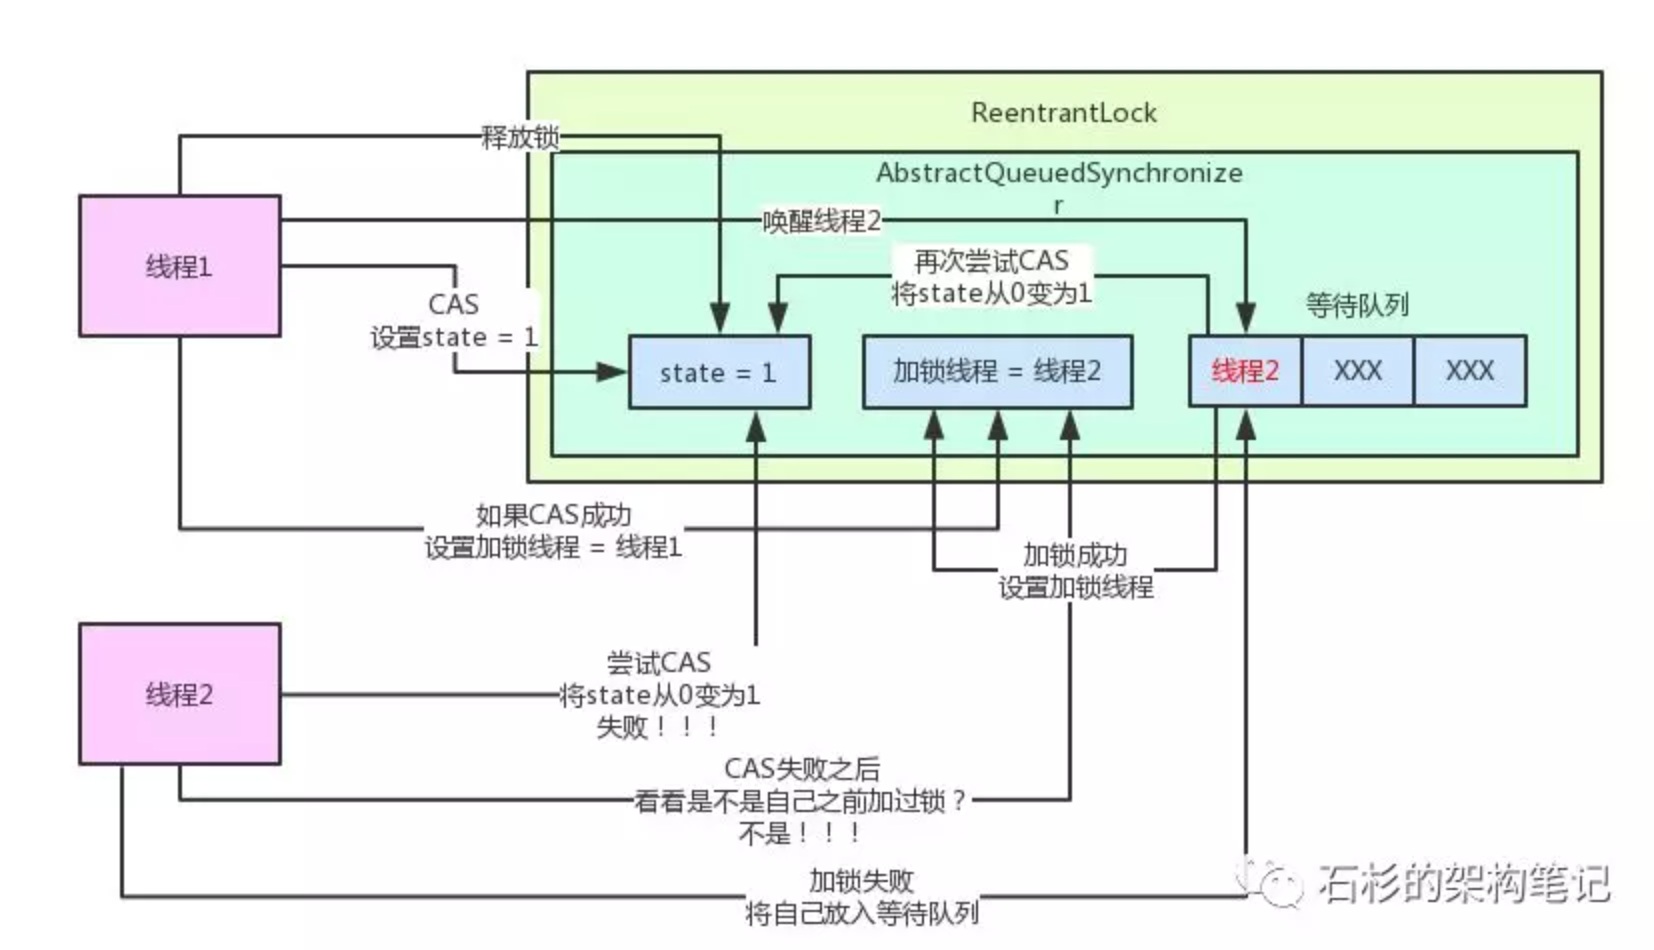 ReentrantLock
释放锁
AbstractQueuedSynchronize
r
唤醒线程2
线程1
再次尝试CAS
将state从0变为1
CAS
设置state = 1
等待队列
state = 1
加锁线程 = 线程2
线程2
XXX
XXX
如果CAS成功
设置加锁线程 = 线程1
加锁成功
设置加锁线程
线程2
尝试CAS
将state从0变为1
失败！！！
CAS失败之后
看看是不是自己之前加过锁？
不是！！！
加锁失败
将自己放入等待队列
石杉的架构笔记